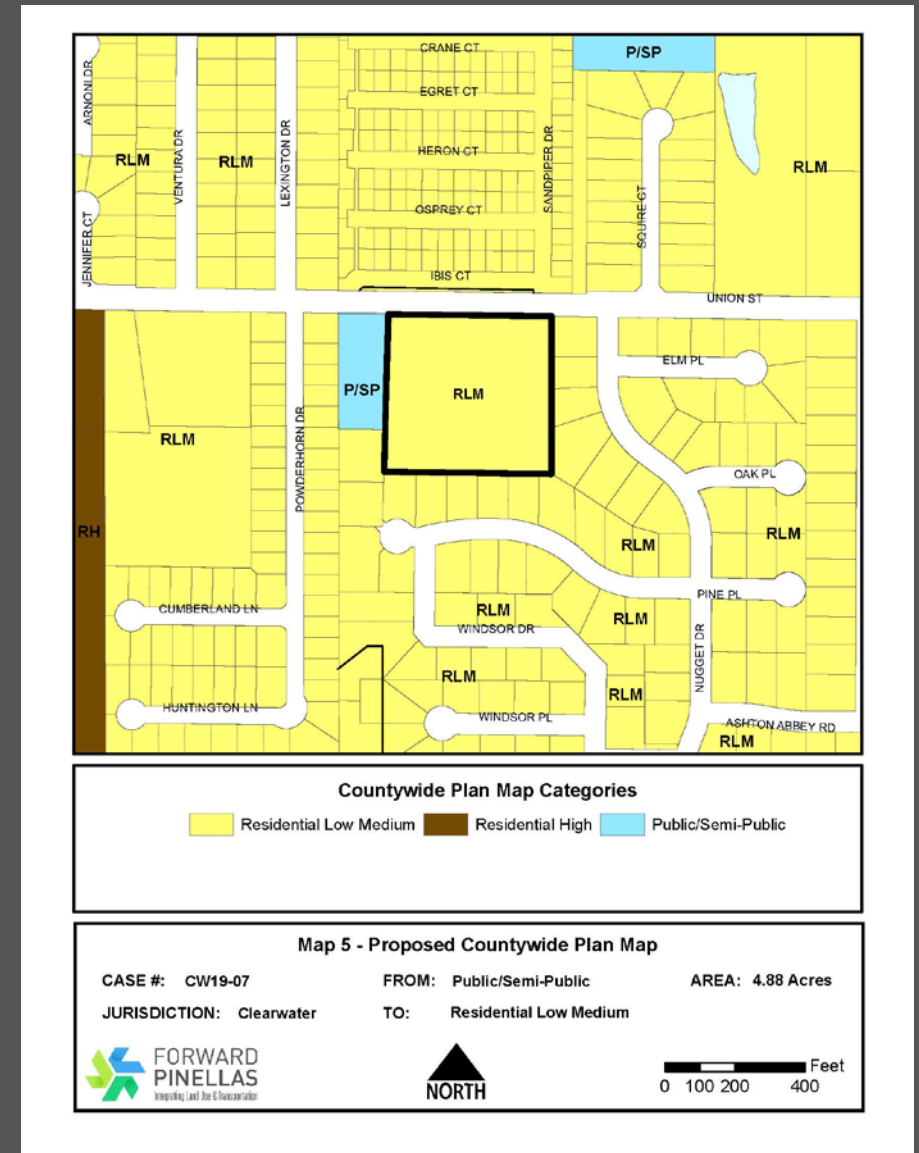 CRANE CT
P/SP
ARNONI DR
EGRET CT
VENTURA DR
LEXINGTON DR
SANDPIPER DR
RLM
RLM
HERON CT
RLM
SQUIRE CT
OSPREY CT
JENNIFER CT
IBIS CT
UNION ST
ELM PL
P/SP
RLM
POWDERHORN DR
RLM
OAK PL
RH
RLM
RLM
PINE PL
CUMBERLAND LN
RLM
RLM
WINDSOR DR
NUGGET DR
RLM
RLM
HUNTINGTON LN
WINDSOR PL
ASHTON ABBEY RD
RLM
Countywide Plan Map Categories
Residential Low Medium Residential High Public/Semi-Public
Map 5 - Proposed Countywide Plan Map
CASE #: CW19-07 FROM: Public/Semi-Public AREA: 4.88 Acres
JURISDICTION: Clearwater TO: Residential Low Medium
FORWARD
PINELLAS
Integrating Land Use & Transportation
NORTH
Feet
0 100 200 400